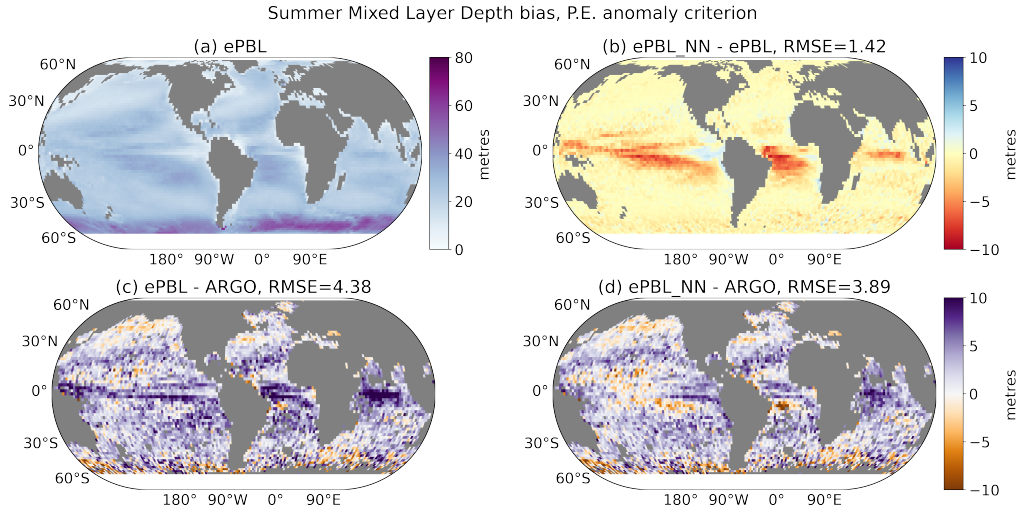 Summer Mixed Layer Depth bias, P.E. anomaly criterion
(a) ePBL
60°N
30°N
0°
30°S
60°S
180° 90°W 0° 90°E
80
60
40
20
0
metres
(b) ePBL_NN - ePBL, RMSE=1.42
60°N
30°N
0°
30°S
60°S
180° 90°W 0° 90°E
10
5
0
−5
−10
metres
(c) ePBL - ARGO, RMSE=4.38
60°N
30°N
0°
30°S
60°S
180° 90°W 0° 90°E
(d) ePBL_NN - ARGO, RMSE=3.89
60°N
30°N
0°
30°S
60°S
180° 90°W 0° 90°E
10
5
0
−5
−10
metres